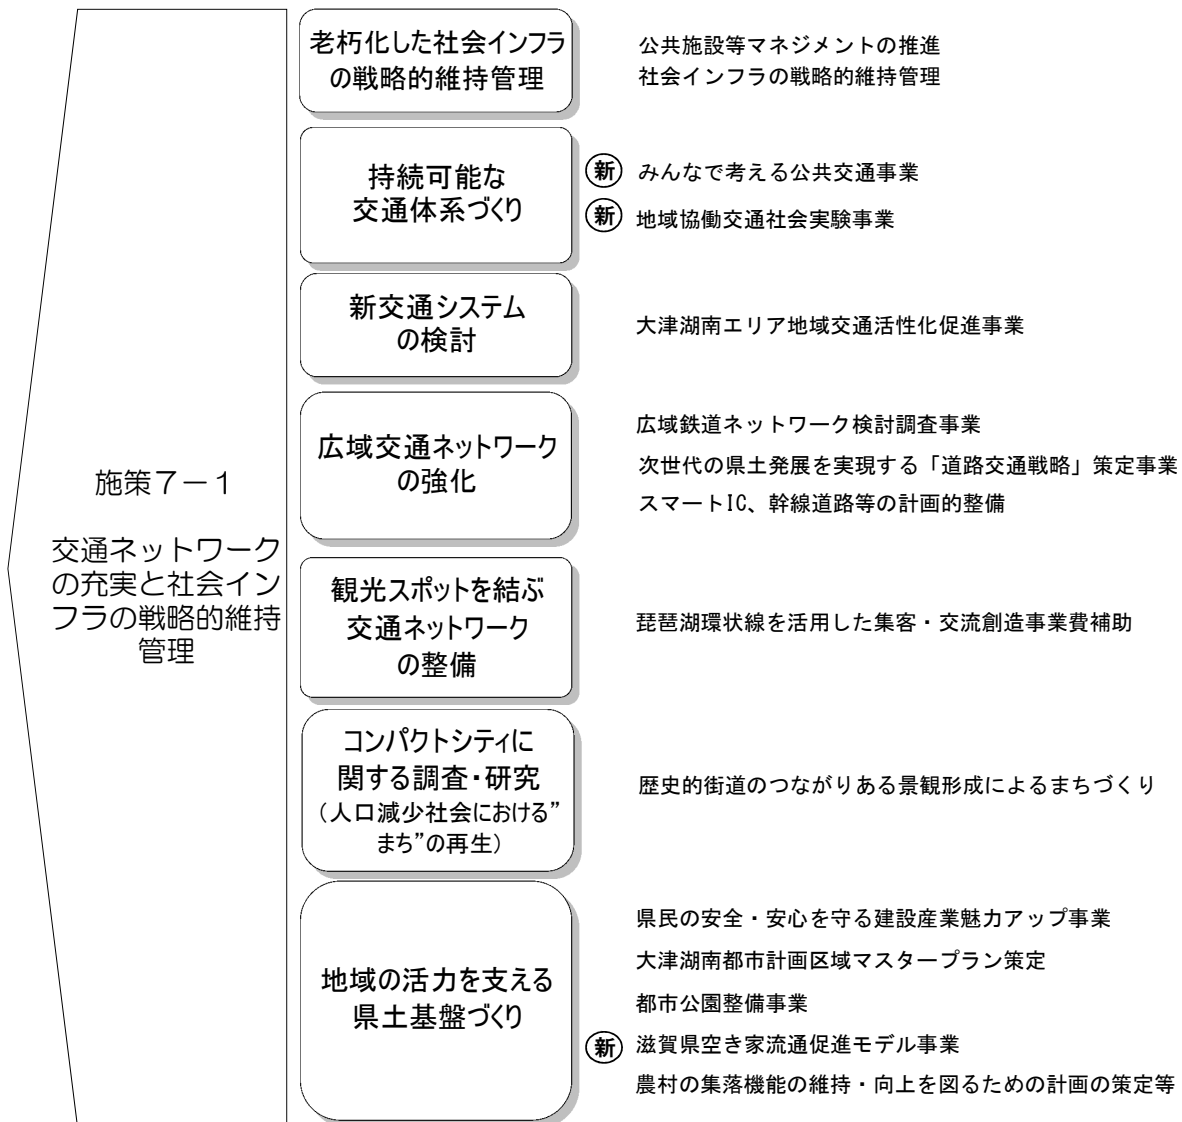 施策7－1
交通ネットワーク
の充実と社会イン
フラの戦略的維持
管理
老朽化した社会インフラ
の戦略的維持管理
公共施設等マネジメントの推進
社会インフラの戦略的維持管理
持続可能な
交通体系づくり
新 みんなで考える公共交通事業
新 地域協働交通社会実験事業
新交通システム
の検討
大津湖南エリア地域交通活性化促進事業
広域交通ネットワーク
の強化
広域鉄道ネットワーク検討調査事業
次世代の県土発展を実現する「道路交通戦略」策定事業
スマートIC、幹線道路等の計画的整備
観光スポットを結ぶ
交通ネットワーク
の整備
琵琶湖環状線を活用した集客・交流創造事業費補助
コンパクトシティに
関する調査・研究
（人口減少社会における”
まち”の再生）
歴史的街道のつながりある景観形成によるまちづくり
地域の活力を支える
県土基盤づくり
県民の安全・安心を守る建設産業魅力アップ事業
大津湖南都市計画区域マスタープラン策定
都市公園整備事業
新 滋賀県空き家流通促進モデル事業
農村の集落機能の維持・向上を図るための計画の策定等